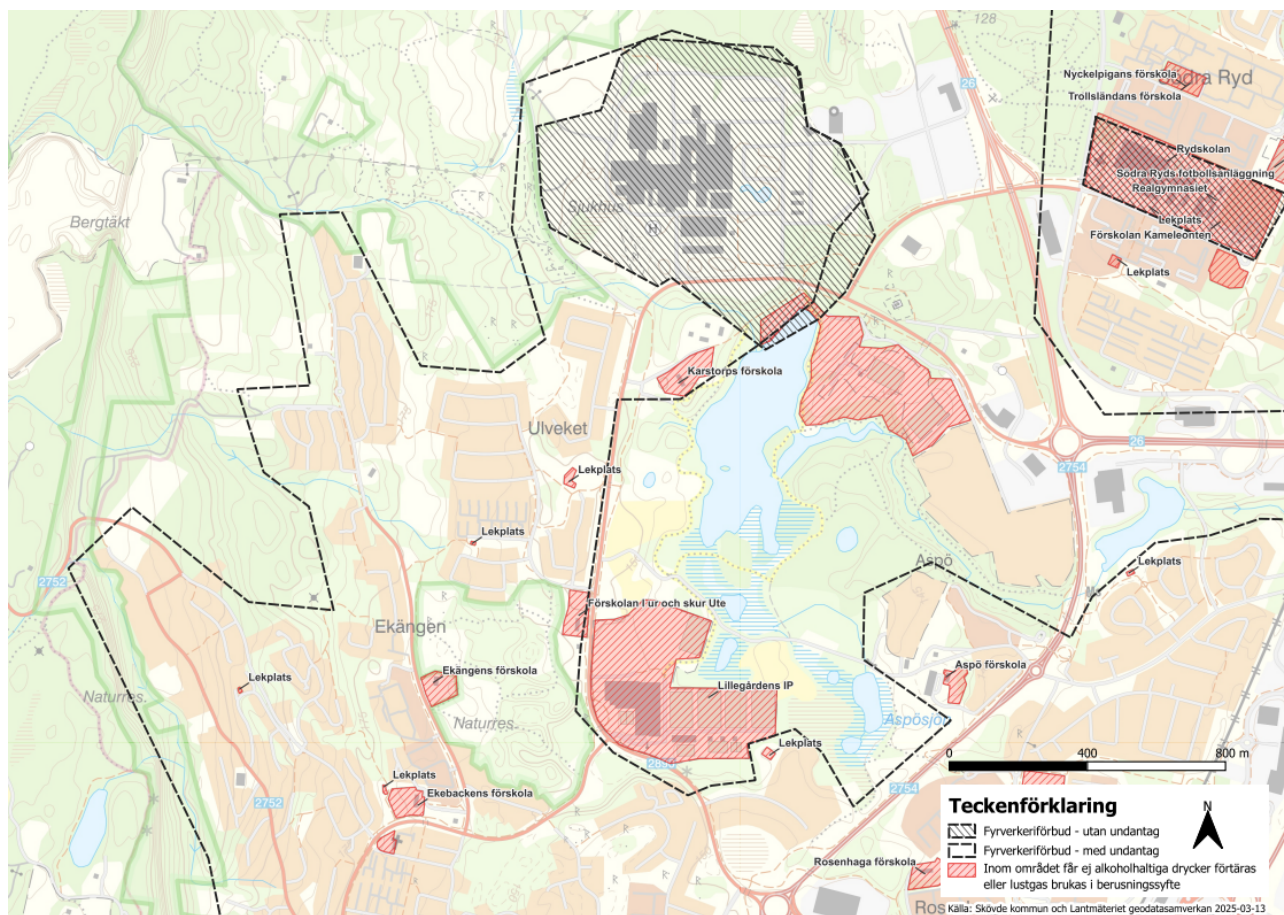 128
26
Södra Ryd
Nyckelpigans förskola
Trollsländans förskola
Rydskolan
Södra Ryds fotbollsanläggning
Realgymnasiet
Lekplats
Förskolan Kameleonten
Lekplats
Sjukhus
H
Bergtäkt
Karstorps förskola
Ulveket
26
2754
Lekplats
Lekplats
Aspö
Lekplats
2752
Förskolan I ur och skur Ute
Ekängen
Ekängens förskola
Aspö förskola
Lekplats
Lillegårdens IP
Naturres.
Naturres.
Aspösjön
Lekplats
2894
Lekplats
2754
2752
Ekebackens förskola
Rosenhaga förskola
0 400 800 m
Teckenförklaring
N
Fyrverkeriförbud - utan undantag
Fyrverkeriförbud - med undantag
Inom området får ej alkoholhaltiga drycker förtäras
eller lustgas brukas i berusningssyfte
Källa: Skövde kommun och Lantmäteriet geodatasamverkan 2025-03-13